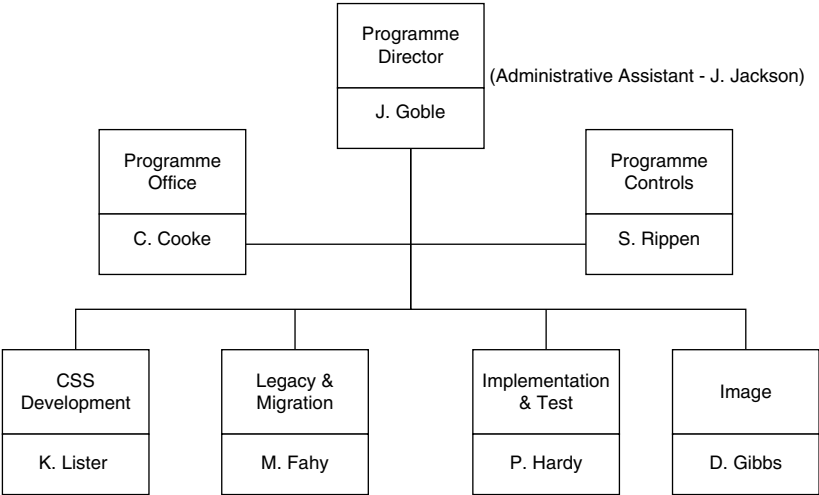 Programme
Director
(Administrative Assistant - J. Jackson)
J. Goble
Programme
Office
C. Cooke
Programme
Controls
S. Rippen
CSS
Development
K. Lister
Legacy &
Migration
M. Fahy
Implementation
& Test
P. Hardy
Image
D. Gibbs